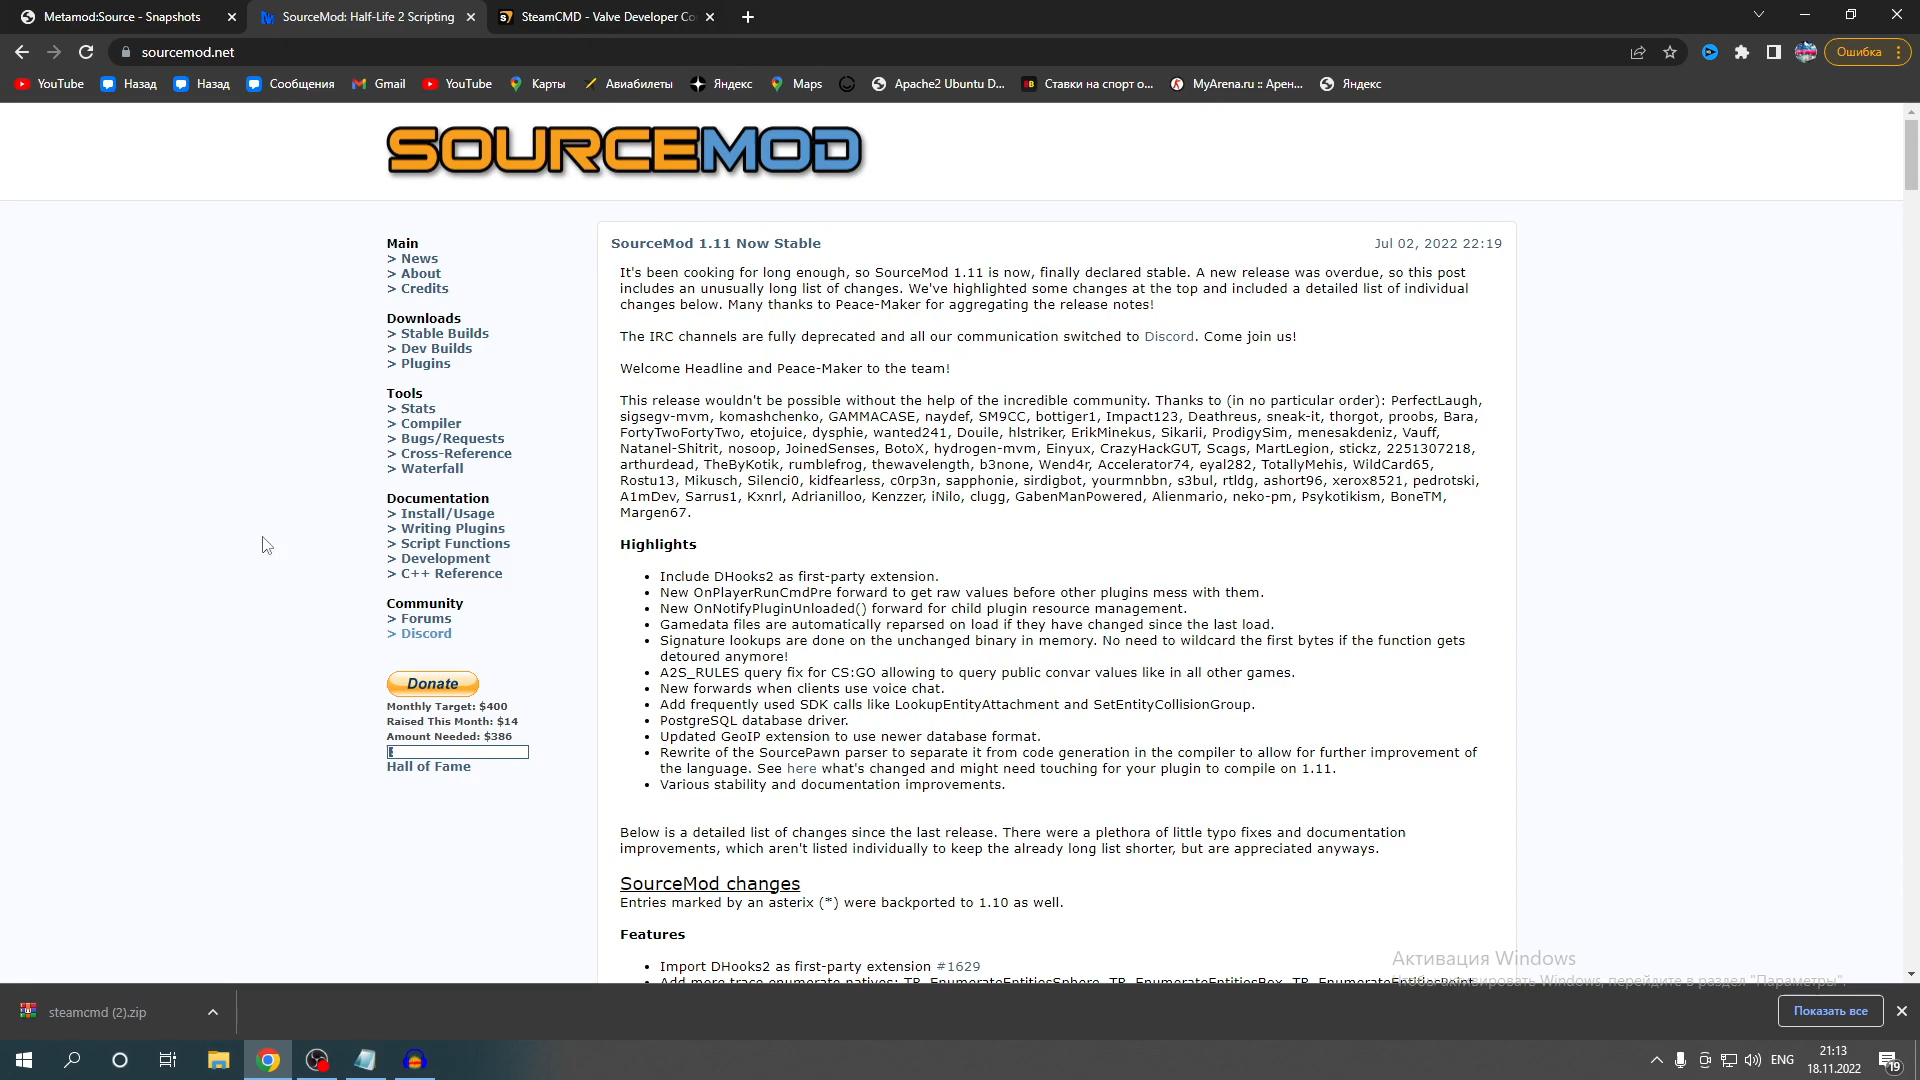 Metamod:Source - Snapshots
SourceMod: Half-Life 2 Scripting
SteamCMD - Valve Developer Co
sourcemod.net
Ошибка
YouTube
Назад
Назад
Сообщения
Gmail
YouTube
Карты
Авиабилеты
Яндекс
Maps
Apache2 Ubuntu D...
Ставки на спорт о...
MyArena.ru :: Арен...
Яндекс
SOURCEMOD
Main
> News
> About
> Credits
Downloads
> Stable Builds
> Dev Builds
> Plugins
Tools
> Stats
> Compiler
> Bugs/Requests
> Cross-Reference
> Waterfall
Documentation
> Install/Usage
> Writing Plugins
> Script Functions
> Development
> C++ Reference
Community
> Forums
> Discord
Donate
Monthly Target: $400
Raised This Month: $14
Amount Needed: $386
Hall of Fame
SourceMod 1.11 Now Stable
Jul 02, 2022 22:19
It's been cooking for long enough, so SourceMod 1.11 is now, finally declared stable. A new release was overdue, so this post
includes an unusually long list of changes. We've highlighted some changes at the top and included a detailed list of individual
changes below. Many thanks to Peace-Maker for aggregating the release notes!
The IRC channels are fully deprecated and all our communication switched to Discord. Come join us!
Welcome Headline and Peace-Maker to the team!
This release wouldn't be possible without the help of the incredible community. Thanks to (in no particular order): PerfectLaugh,
sigsegv-mvm, komashchenko, GAMMACASE, naydef, SM9CC, bottiger1, Impact123, Deathreus, sneak-it, thorgot, proobs, Bara,
FortyTwoFortyTwo, etojuice, dysphie, wanted241, Douile, hlstriker, ErikMinekus, Sikarii, ProdigySim, menesakdeniz, Vauff,
Natanel-Shitrit, nosoop, JoinedSenses, BotoX, hydrogen-mvm, Einyux, CrazyHackGUT, Scags, MartLegion, stickz, 2251307218,
arthurdead, TheByKotik, rumblefrog, thewavelength, b3none, Wend4r, Accelerator74, eyal282, TotallyMehis, WildCard65,
Rostu13, Mikusch, Silenci0, kidfearless, c0rp3n, sapphonie, sirdigbot, yourmnbbn, s3bul, rtldg, ashort96, xerox8521, pedrotski,
A1mDev, Sarrus1, Kxnrl, Adrianilloo, Kenzzer, iNilo, clugg, GabenManPowered, Alienmario, neko-pm, Psykotikism, BoneTM,
Margen67.
Highlights
• Include DHooks2 as first-party extension.
• New OnPlayerRunCmdPre forward to get raw values before other plugins mess with them.
• New OnNotifyPluginUnloaded() forward for child plugin resource management.
• Gamedata files are automatically reparsed on load if they have changed since the last load.
• Signature lookups are done on the unchanged binary in memory. No need to wildcard the first bytes if the function gets
detoured anymore!
• A2S_RULES query fix for CS:GO allowing to query public convar values like in all other games.
• New forwards when clients use voice chat.
• Add frequently used SDK calls like LookupEntityAttachment and SetEntityCollisionGroup.
• PostgreSQL database driver.
• Updated GeoIP extension to use newer database format.
• Rewrite of the SourcePawn parser to separate it from code generation in the compiler to allow for further improvement of
the language. See here what's changed and might need touching for your plugin to compile on 1.11.
• Various stability and documentation improvements.
Below is a detailed list of changes since the last release. There were a plethora of little typo fixes and documentation
improvements, which aren't listed individually to keep the already long list shorter, but are appreciated anyways.
SourceMod changes
Entries marked by an asterix (*) were backported to 1.10 as well.
Features
• Import DHooks2 as first-party extension #1629
• Add more trace enumerate natives: TR_EnumerateEntitiesSphere, TR_EnumerateEntitiesBox, TR_EnumerateEntitiesPoint
Активация Windows
Чтобы активировать Windows, перейдите в раздел "Параметры".
steamcmd (2).zip
Показать все
ENG
21:13
18.11.2022
19